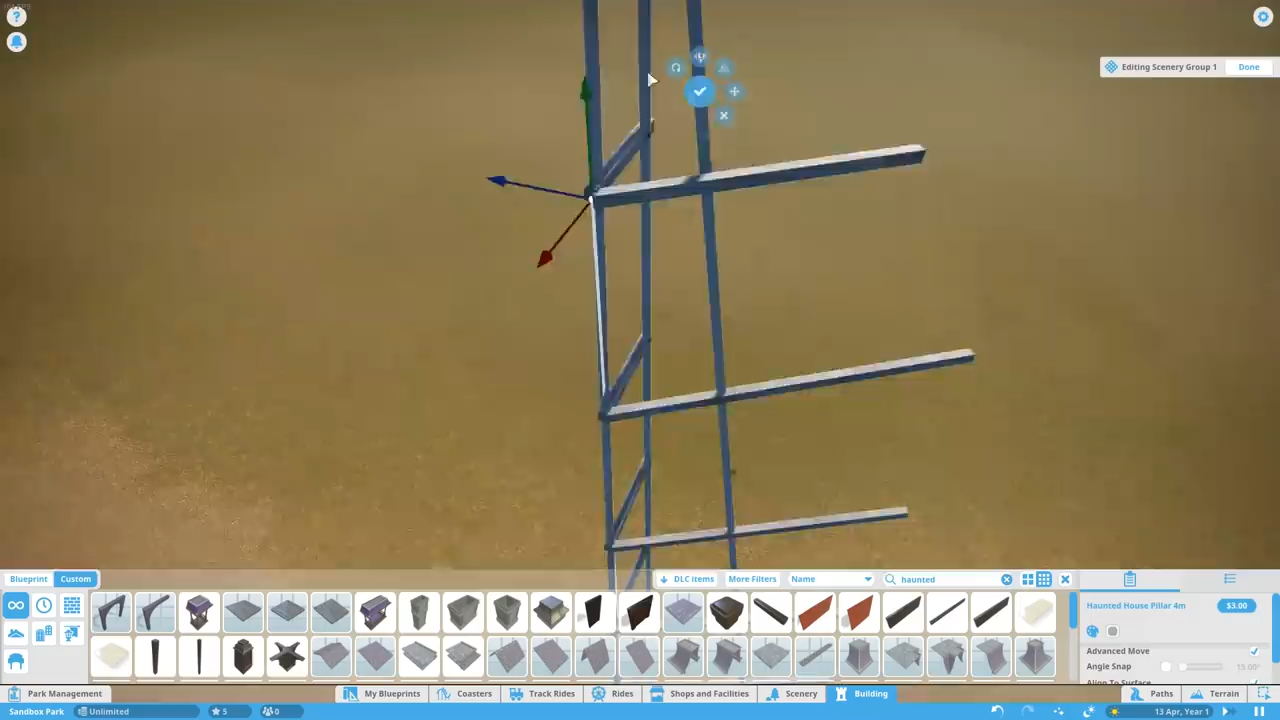 ?
Editing Scenery Group 1 Done
Blueprint Custom DLC items More Filters Name haunted
Haunted House Pillar 4m $3.00
Advanced Move
Angle Snap 15.00°
Park Management My Blueprints Coasters Track Rides Rides Shops and Facilities Scenery Building Paths Terrain
Sandbox Park Unlimited 5 0 13 Apr, Year 1